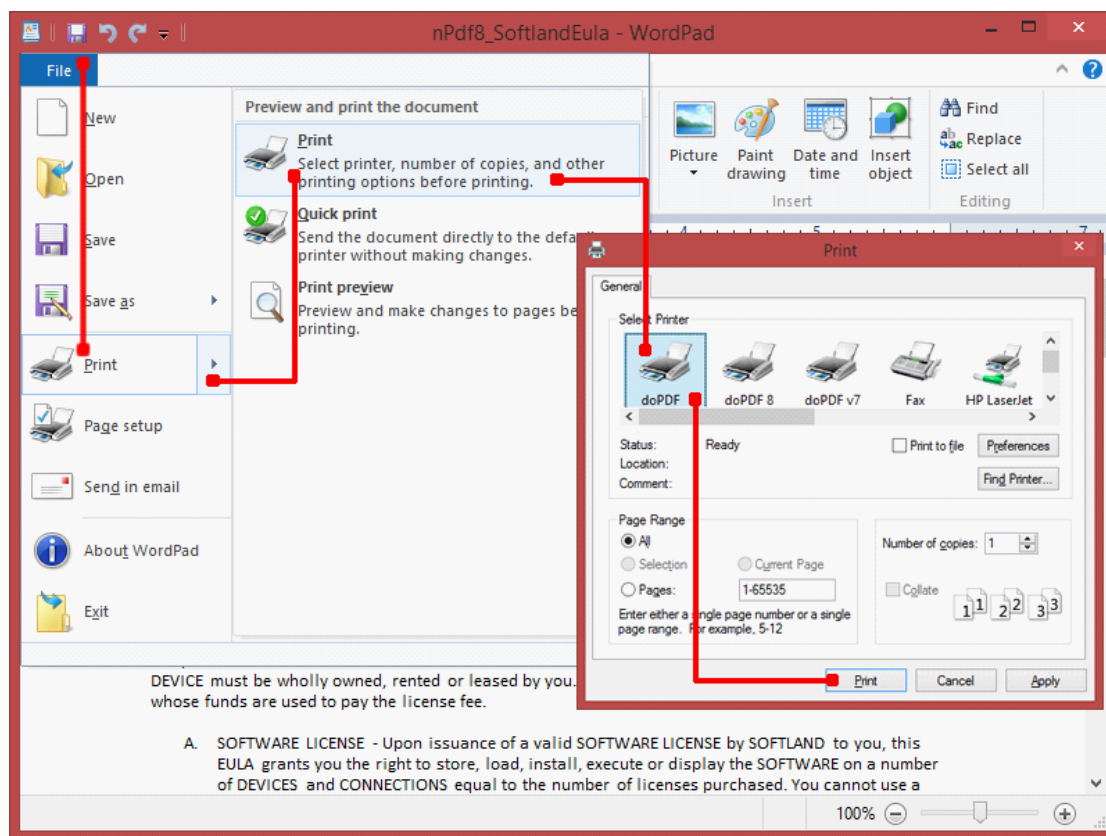 nPdf8_SoftlandEula - WordPad
File
New
Open
Save
Save as
Print
Page setup
Send in email
About WordPad
Exit
Preview and print the document
Print
Select printer, number of copies, and other
printing options before printing.
Quick print
Send the document directly to the
printer without making changes.
Print preview
Preview and make changes to pages
printing.
Picture
Paint
drawing
Date and
time
Insert
object
Insert
Find
Replace
Select all
Editing
4 5 7
Print
General
Select Printer
doPDF
doPDF 8
doPDF v7
Fax
HP LaserJet
Status: Ready
Location:
Comment:
Print to file
Preferences
Find Printer...
Page Range
All
Selection
Current Page
Pages: 1-65535
Enter either a single page number or a single
page range. For example, 5-12
Number of copies: 1
Collate
1 1 2 2 3 3
Print
Cancel
Apply
DEVICE must be wholly owned, rented or leased by you.
whose funds are used to pay the license fee.
A. SOFTWARE LICENSE - Upon issuance of a valid SOFTWARE LICENSE by SOFTLAND to you, this
EULA grants you the right to store, load, install, execute or display the SOFTWARE on a number
of DEVICES and CONNECTIONS equal to the number of licenses purchased. You cannot use a
100%